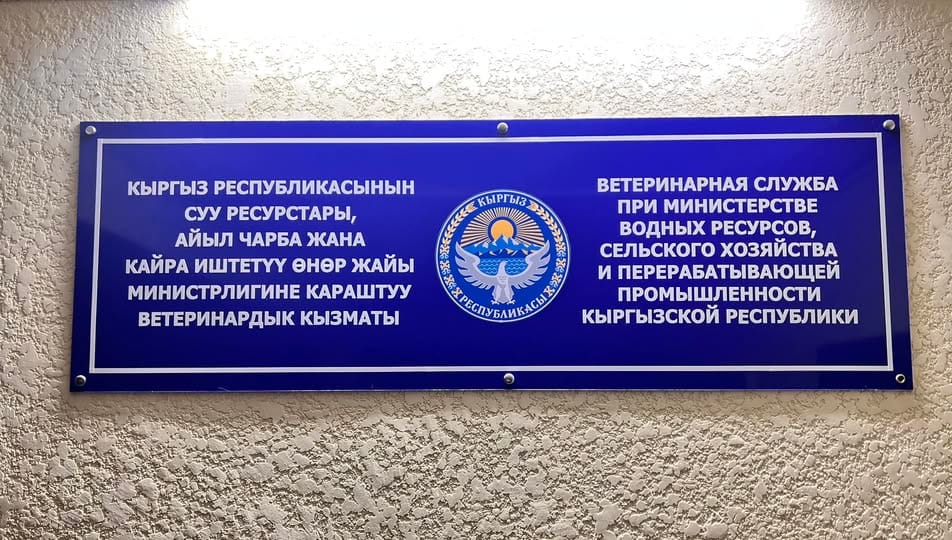 КЫРГЫЗ РЕСПУБЛИКАСЫНЫН
СУУ РЕСУРСТАРЫ,
АЙЫЛ ЧАРБА ЖАНА
КАЙРА ИШТЕТҮҮ ӨНӨР ЖАЙЫ
МИНИСТРЛИГИНЕ КАРАШТУУ
ВЕТЕРИНАРДЫК КЫЗМАТЫ
КЫРГЫЗ
РЕСПУБЛИКАСЫ
ВЕТЕРИНАРНАЯ СЛУЖБА
ПРИ МИНИСТЕРСТВЕ
ВОДНЫХ РЕСУРСОВ,
СЕЛЬСКОГО ХОЗЯЙСТВА
И ПЕРЕРАБАТЫВАЮЩЕЙ
ПРОМЫШЛЕННОСТИ
КЫРГЫЗСКОЙ РЕСПУБЛИКИ